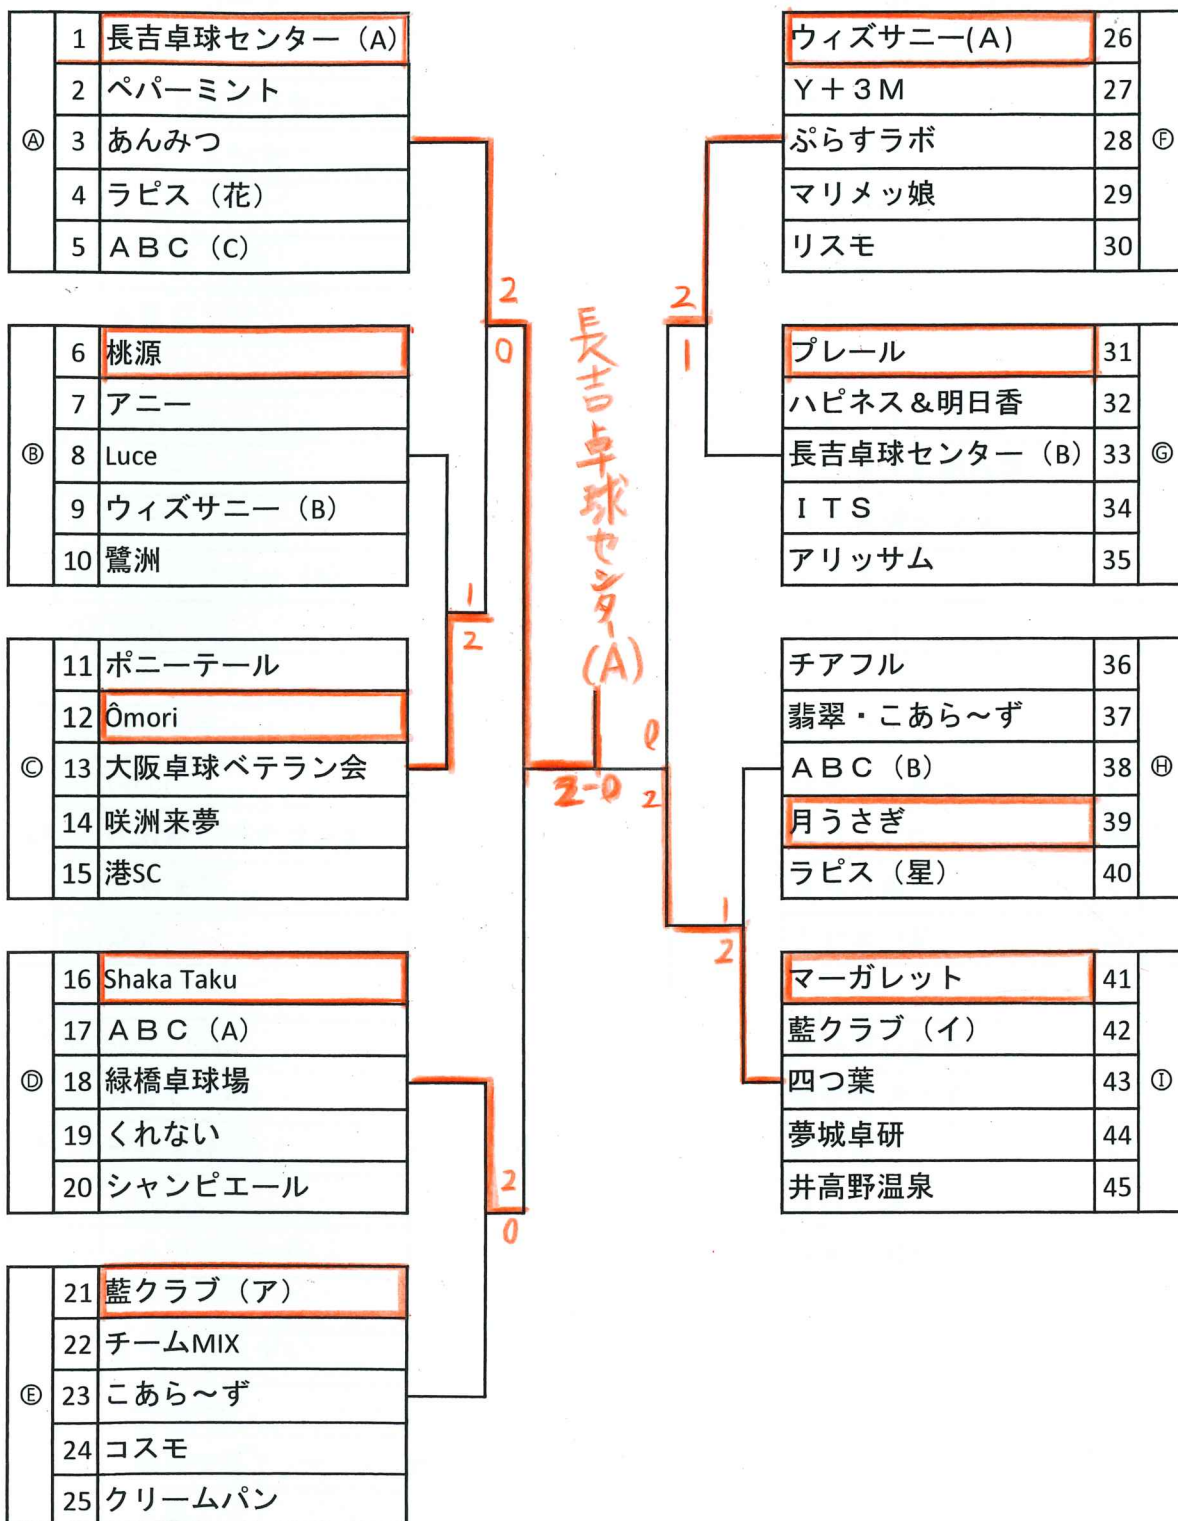 Ⓐ
1 長吉卓球センター（A）
2 ペパーミント
3 あんみつ
4 ラピス（花）
5 ＡＢＣ（C）
Ⓑ
6 桃源
7 アニー
8 Luce
9 ウィズサニー（B）
10 鷺洲
Ⓒ
11 ポニーテール
12 Ômori
13 大阪卓球ベテラン会
14 咲洲来夢
15 港SC
Ⓓ
16 Shaka Taku
17 ＡＢＣ（A）
18 緑橋卓球場
19 くれない
20 シャンピエール
Ⓔ
21 藍クラブ（ア）
22 チームMIX
23 こあら～ず
24 コスモ
25 クリームパン
2
0
1
2
2
0
長吉卓球センター(A)
2-0
2
1
0
2
1
2
ウィズサニー(A) 26
Ｙ＋３Ｍ 27
ぷらすラボ 28
マリメッ娘 29
リスモ 30
Ⓕ
プレール 31
ハピネス＆明日香 32
長吉卓球センター（B） 33
ＩＴＳ 34
アリッサム 35
Ⓖ
チアフル 36
翡翠・こあら～ず 37
ＡＢＣ（B） 38
月うさぎ 39
ラピス（星） 40
Ⓗ
マーガレット 41
藍クラブ（イ） 42
四つ葉 43
夢城卓研 44
井高野温泉 45
Ⓘ